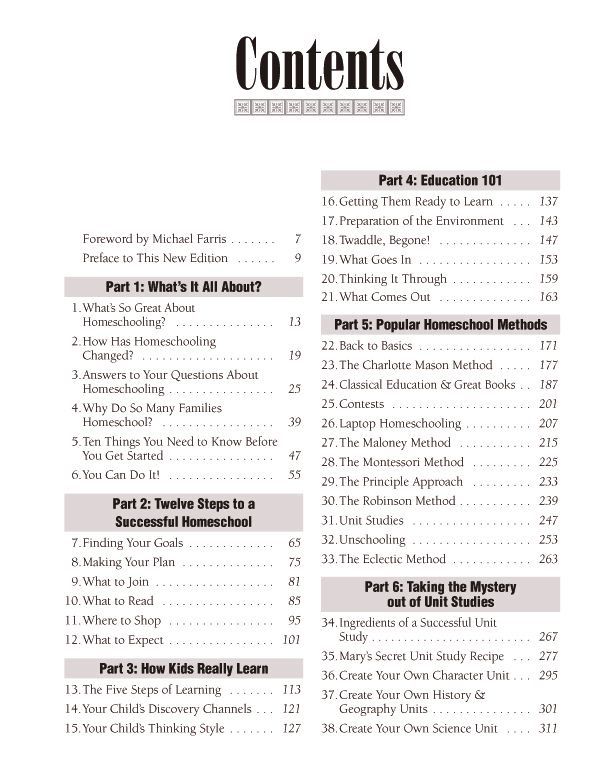 Contents
Foreword by Michael Farris . . . . . . . 7
Preface to This New Edition . . . . . . 9
Part 1: What's It All About?
1. What's So Great About
Homeschooling? . . . . . . . . . . . . . . . 13
2. How Has Homeschooling
Changed? . . . . . . . . . . . . . . . . . . . . 19
3. Answers to Your Questions About
Homeschooling . . . . . . . . . . . . . . . . 25
4. Why Do So Many Families
Homeschool? . . . . . . . . . . . . . . . . . 39
5. Ten Things You Need to Know Before
You Get Started . . . . . . . . . . . . . . . . 47
6. You Can Do It! . . . . . . . . . . . . . . . . 55
Part 2: Twelve Steps to a
Successful Homeschool
7. Finding Your Goals . . . . . . . . . . . . . 65
8. Making Your Plan . . . . . . . . . . . . . . 75
9. What to Join . . . . . . . . . . . . . . . . . . 81
10. What to Read . . . . . . . . . . . . . . . . . 85
11. Where to Shop . . . . . . . . . . . . . . . . 95
12. What to Expect . . . . . . . . . . . . . . . . 101
Part 3: How Kids Really Learn
13. The Five Steps of Learning . . . . . . . 113
14. Your Child's Discovery Channels . . . 121
15. Your Child's Thinking Style . . . . . . . 127
Part 4: Education 101
16. Getting Them Ready to Learn . . . . . 137
17. Preparation of the Environment . . . 143
18. Twaddle, Begone! . . . . . . . . . . . . . . 147
19. What Goes In . . . . . . . . . . . . . . . . . 153
20. Thinking It Through . . . . . . . . . . . . 159
21. What Comes Out . . . . . . . . . . . . . . 163
Part 5: Popular Homeschool Methods
22. Back to Basics . . . . . . . . . . . . . . . . . 171
23. The Charlotte Mason Method . . . . . 177
24. Classical Education & Great Books . . 187
25. Contests . . . . . . . . . . . . . . . . . . . . . 201
26. Laptop Homeschooling . . . . . . . . . . 207
27. The Maloney Method . . . . . . . . . . . 215
28. The Montessori Method . . . . . . . . . 225
29. The Principle Approach . . . . . . . . . 233
30. The Robinson Method . . . . . . . . . . . 239
31. Unit Studies . . . . . . . . . . . . . . . . . . 247
32. Unschooling . . . . . . . . . . . . . . . . . . 253
33. The Eclectic Method . . . . . . . . . . . . 263
Part 6: Taking the Mystery
out of Unit Studies
34. Ingredients of a Successful Unit
Study . . . . . . . . . . . . . . . . . . . . . . . . 267
35. Mary's Secret Unit Study Recipe . . . 277
36. Create Your Own Character Unit . . . 295
37. Create Your Own History &
Geography Units . . . . . . . . . . . . . . . 301
38. Create Your Own Science Unit . . . . 311